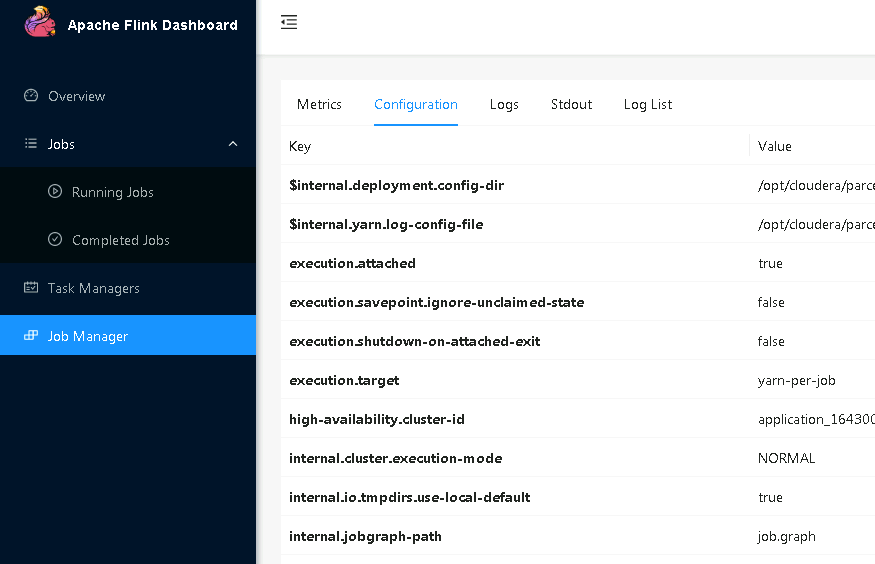 Apache Flink Dashboard
Overview
Jobs
Running Jobs
Completed Jobs
Task Managers
Job Manager
Metrics Configuration Logs Stdout Log List
Key Value
$internal.deployment.config-dir /opt/cloudera/parce
$internal.yarn.log-config-file /opt/cloudera/parce
execution.attached true
execution.savepoint.ignore-unclaimed-state false
execution.shutdown-on-attached-exit false
execution.target yarn-per-job
high-availability.cluster-id application_164300
internal.cluster.execution-mode NORMAL
internal.io.tmpdirs.use-local-default true
internal.jobgraph-path job.graph